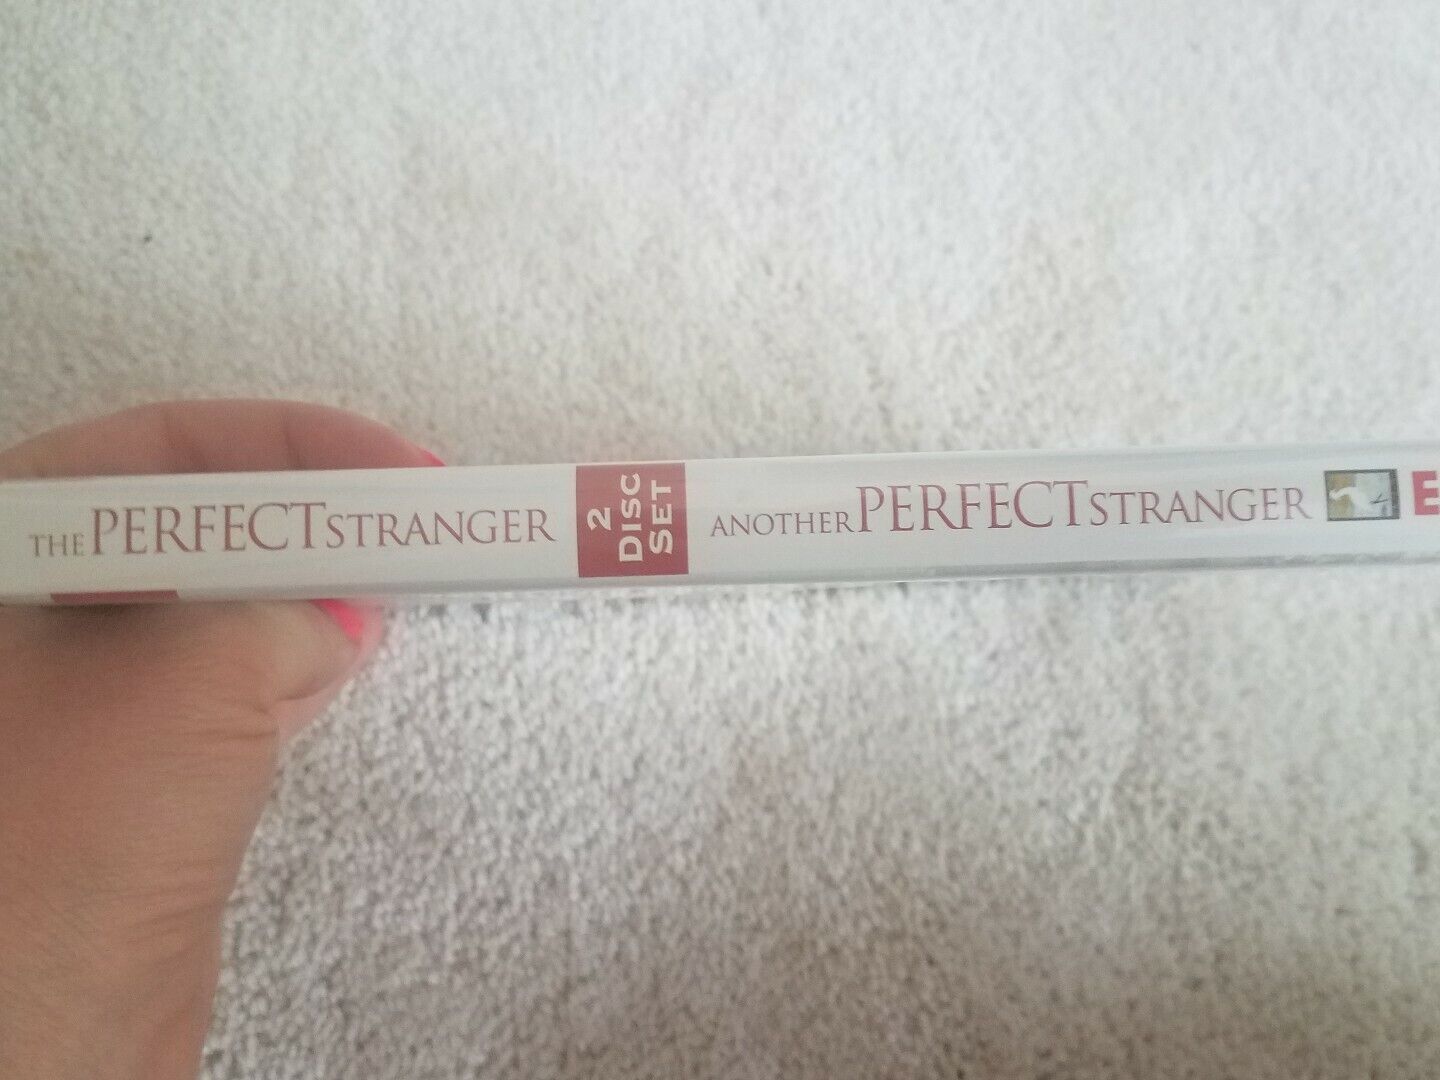 THE PERFECT STRANGER
2
DISC
SET
ANOTHER PERFECT STRANGER
E